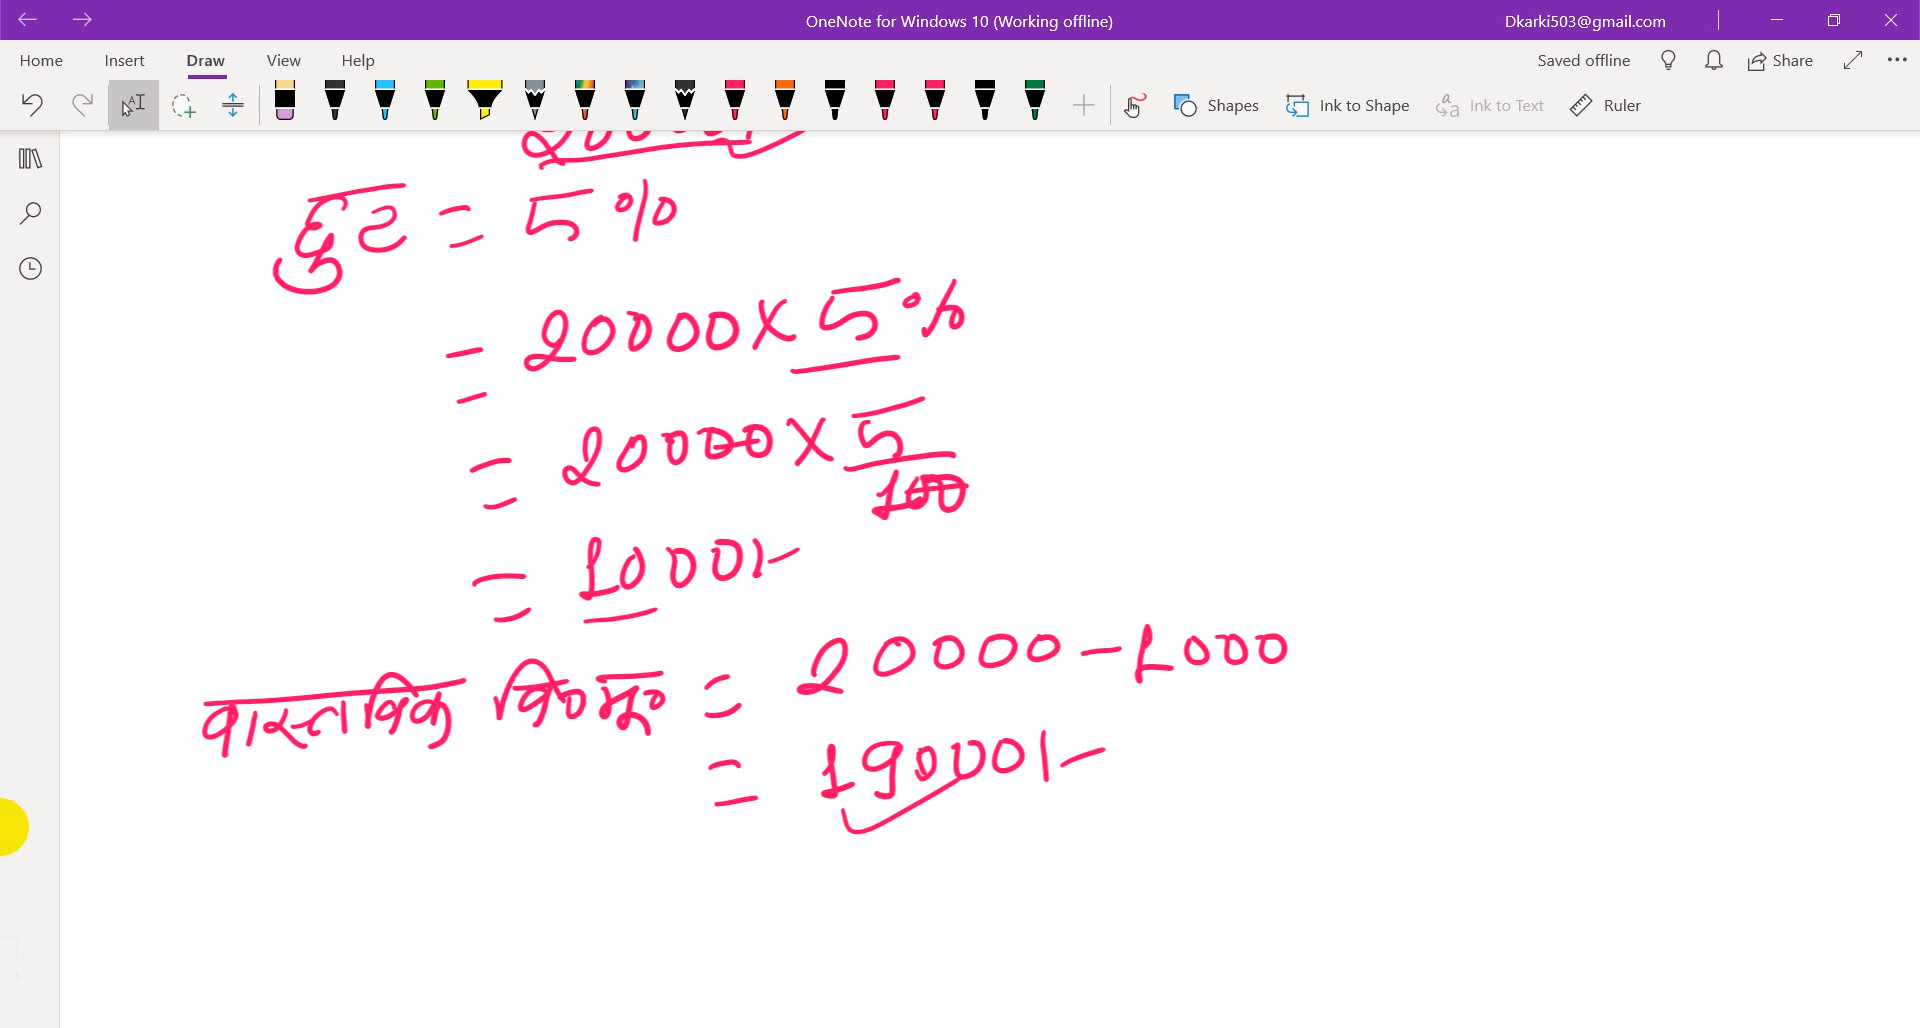 OneNote for Windows 10 (Working offline)
Dkarki503@gmail.com
Home Insert Draw View Help
Saved offline Share
Shapes Ink to Shape Ink to Text Ruler
छुट = 5 %
= 20000 X 5 %
= 20000 X 5/100
= 1000/-
वास्तविक वि० मू० = 20000 - 1000
= 19000/-